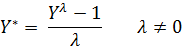 Y* = (Y^λ − 1) / λ    λ ≠ 0